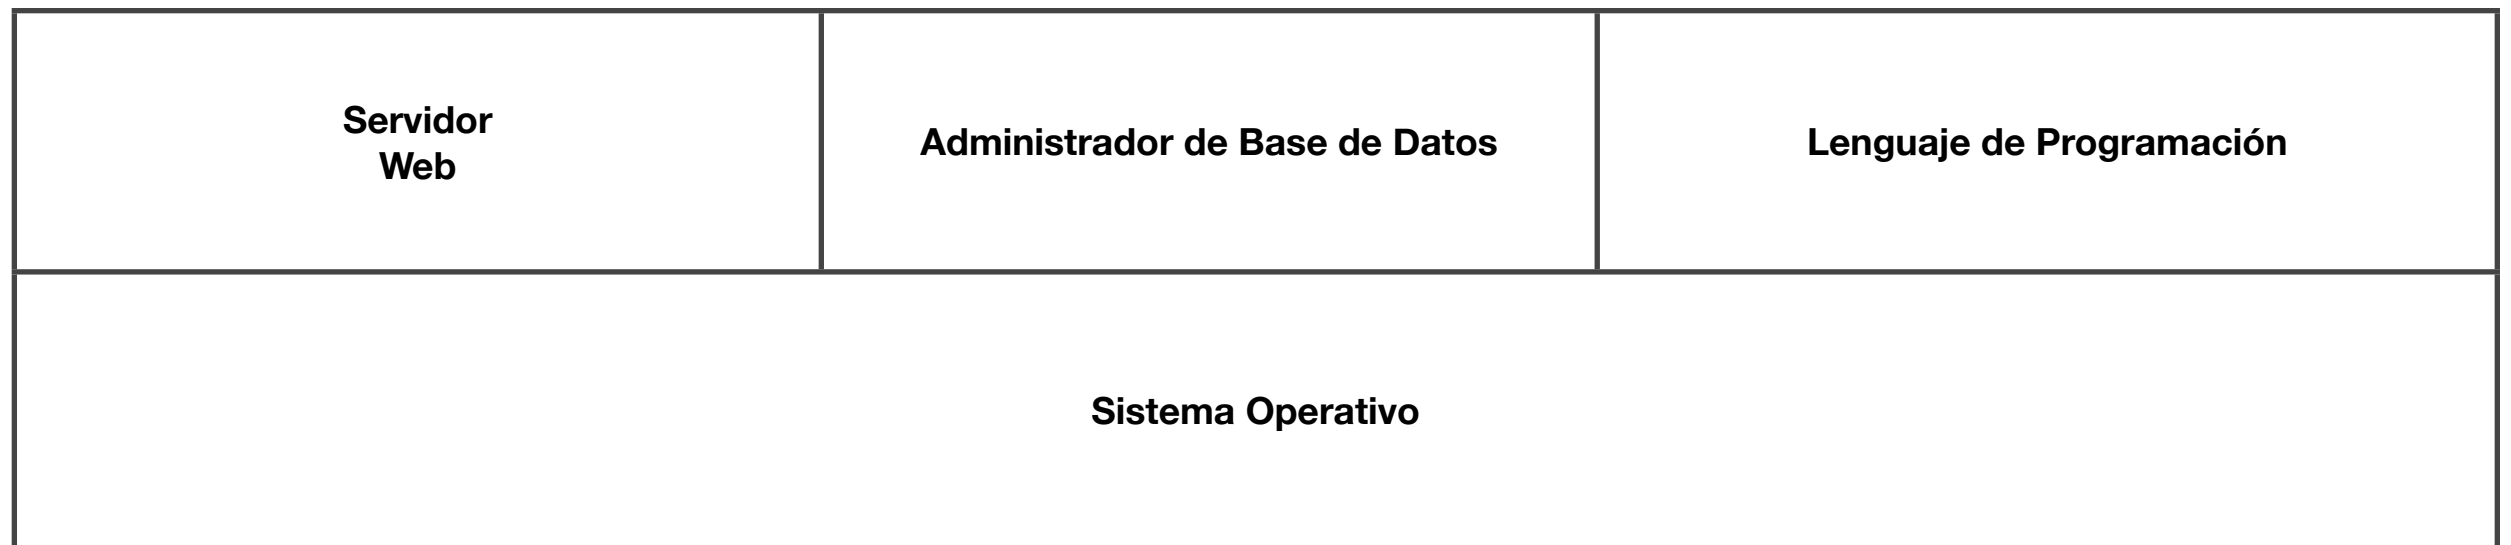 Servidor
Web
Administrador de Base de Datos
Lenguaje de Programación
Sistema Operativo